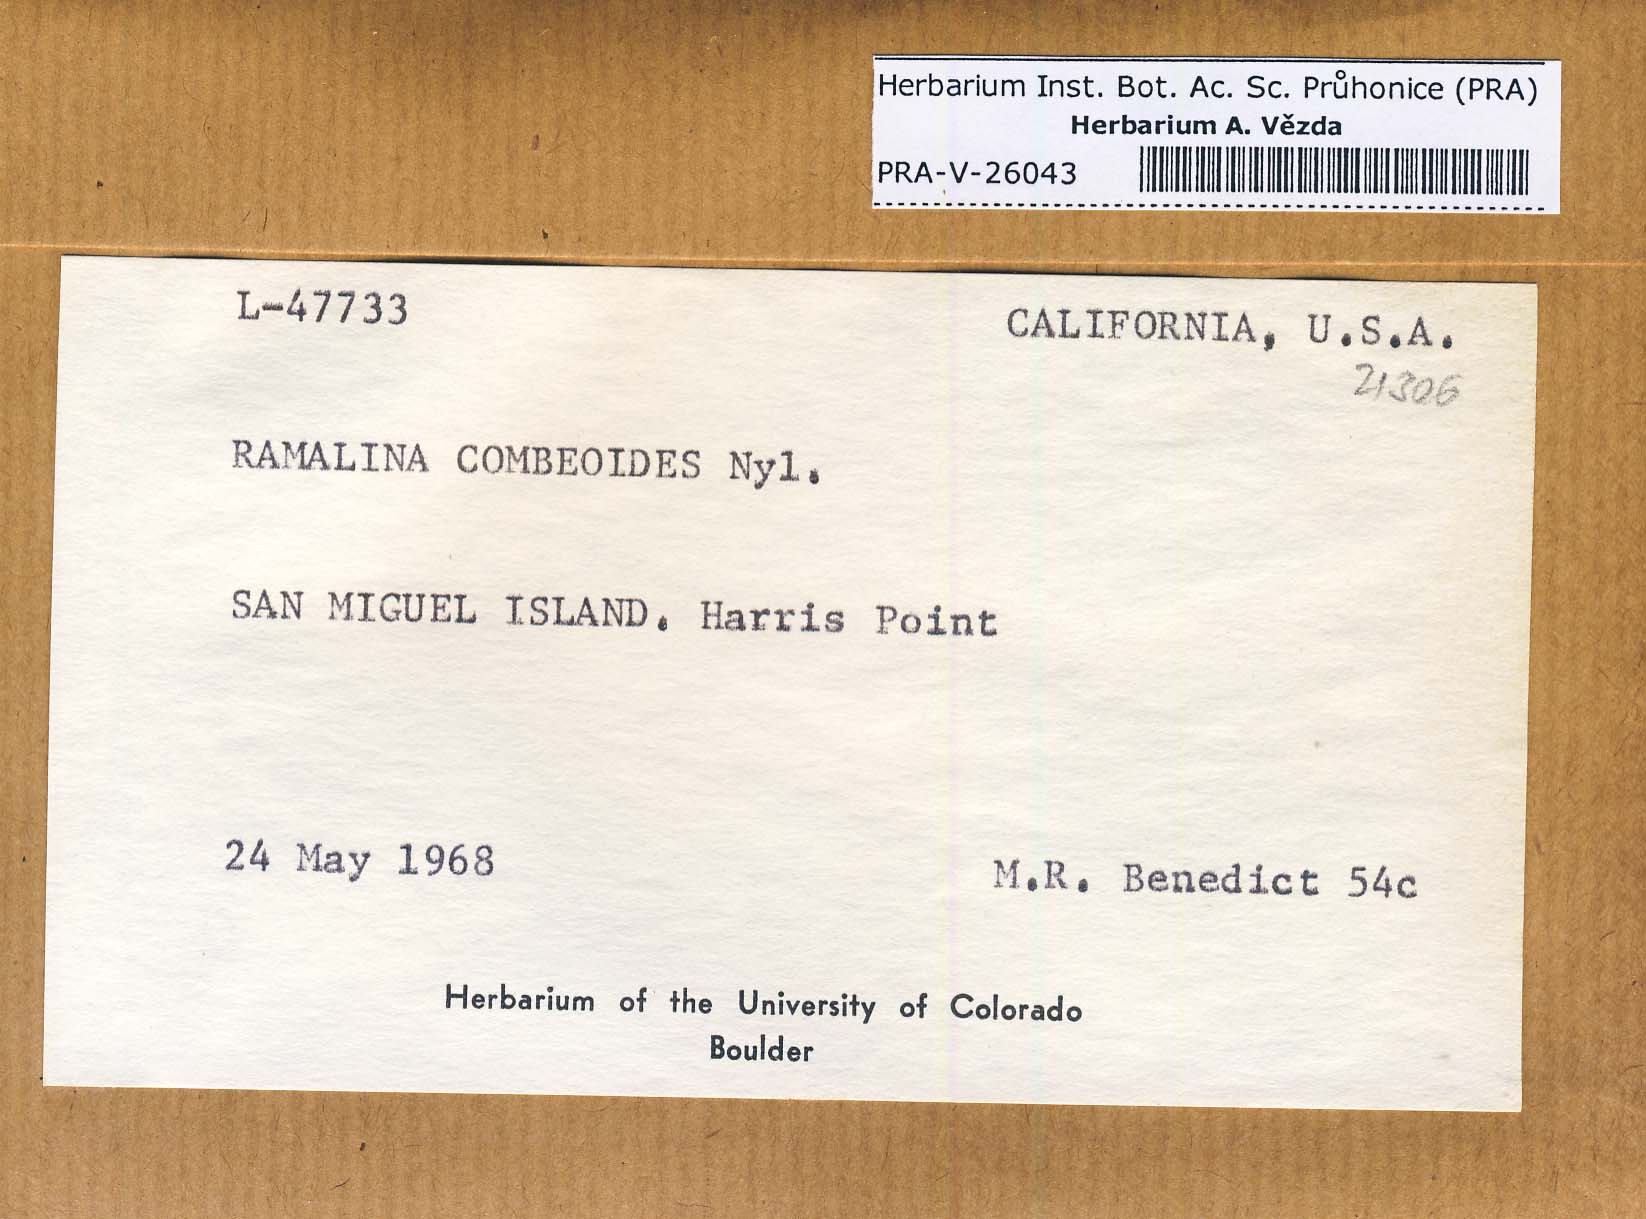 Herbarium Inst. Bot. Ac. Sc. Průhonice (PRA)
Herbarium A. Vězda
PRA-V-26043
L-47733
CALIFORNIA, U.S.A.
21306
RAMALINA COMBEOIDES Nyl.
SAN MIGUEL ISLAND. Harris Point
24 May 1968
M.R. Benedict 54c
Herbarium of the University of Colorado
Boulder